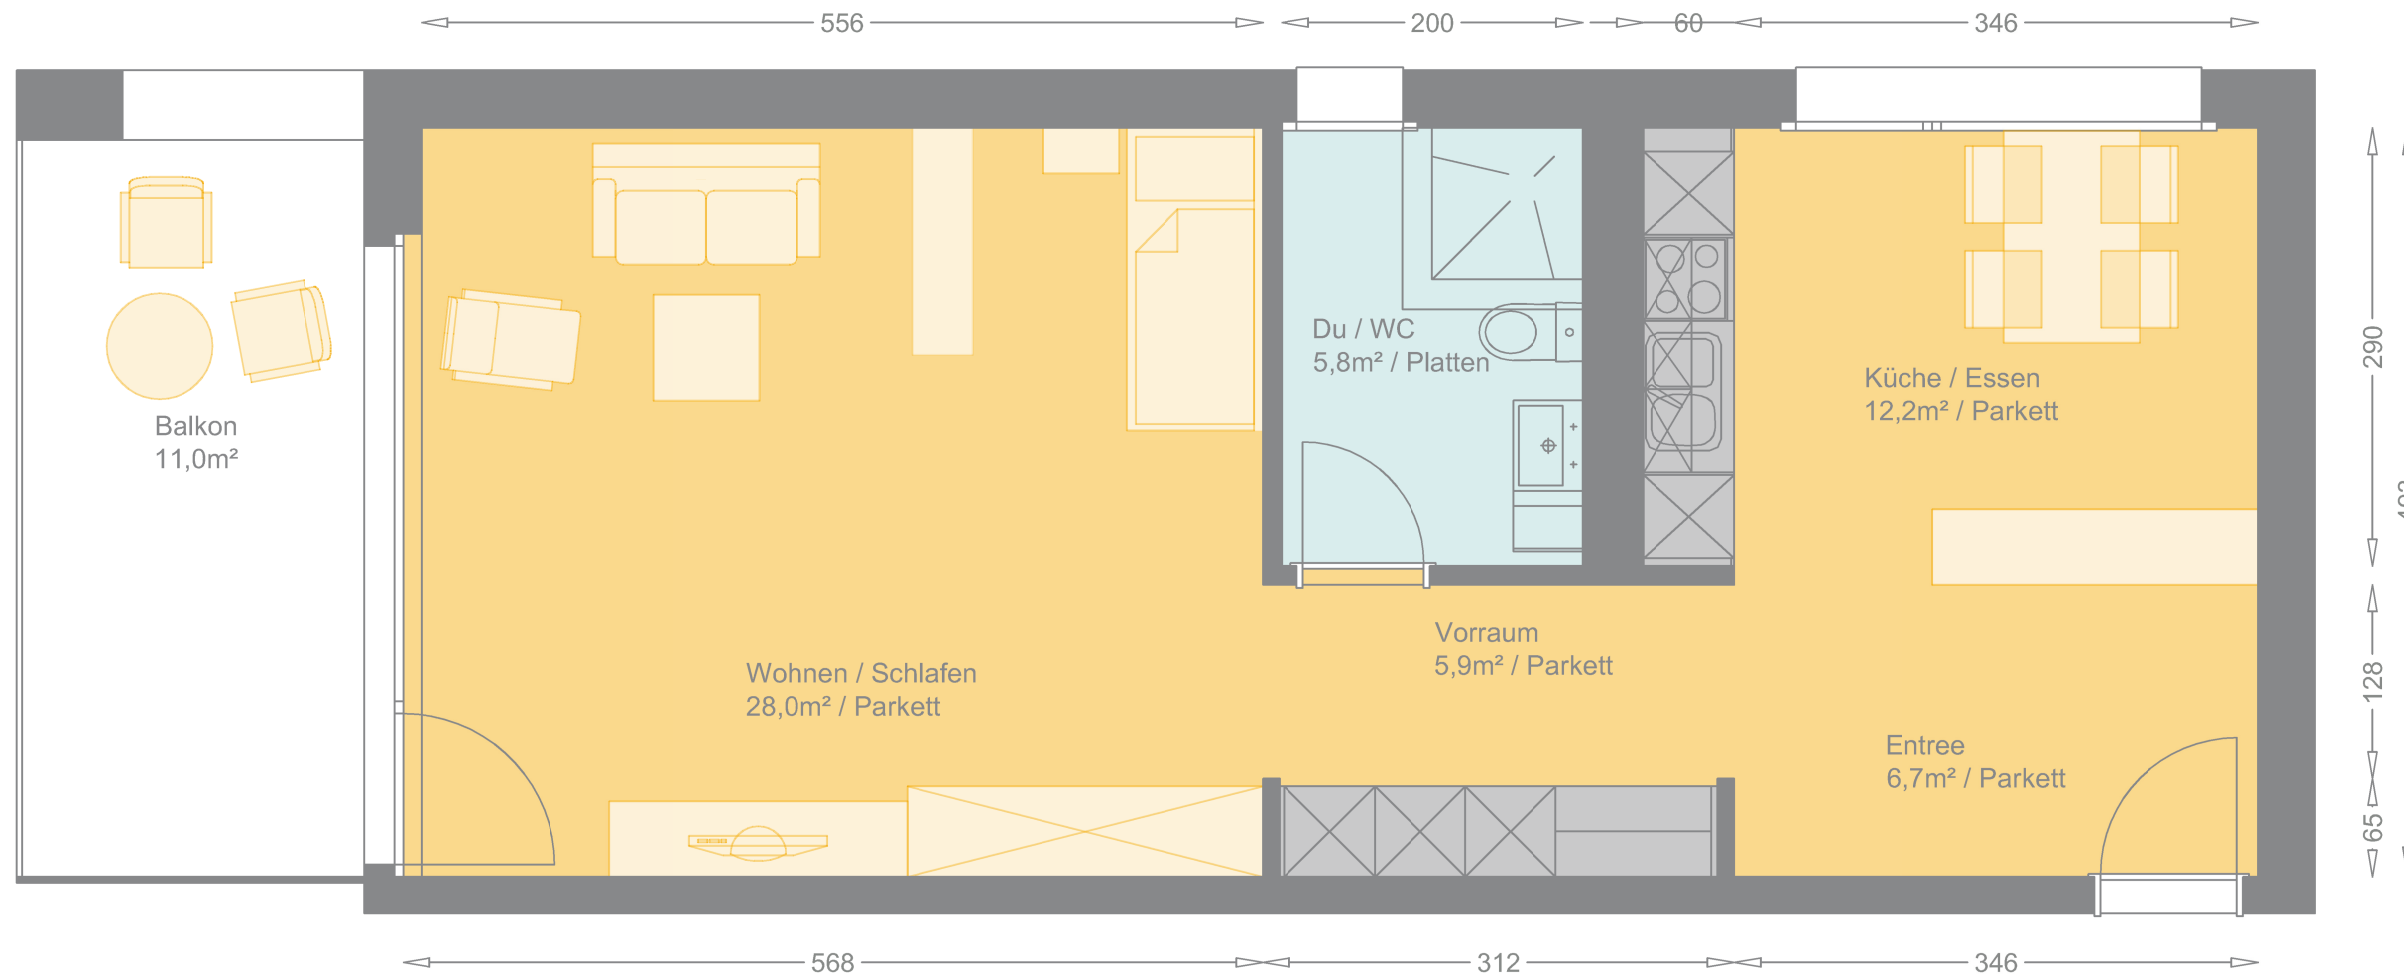 556
200
60
346
Du / WC
5,8m² / Platten
Küche / Essen
12,2m² / Parkett
Balkon
11,0m²
290
Vorraum
5,9m² / Parkett
Wohnen / Schlafen
28,0m² / Parkett
128
Entree
6,7m² / Parkett
65
568
312
346